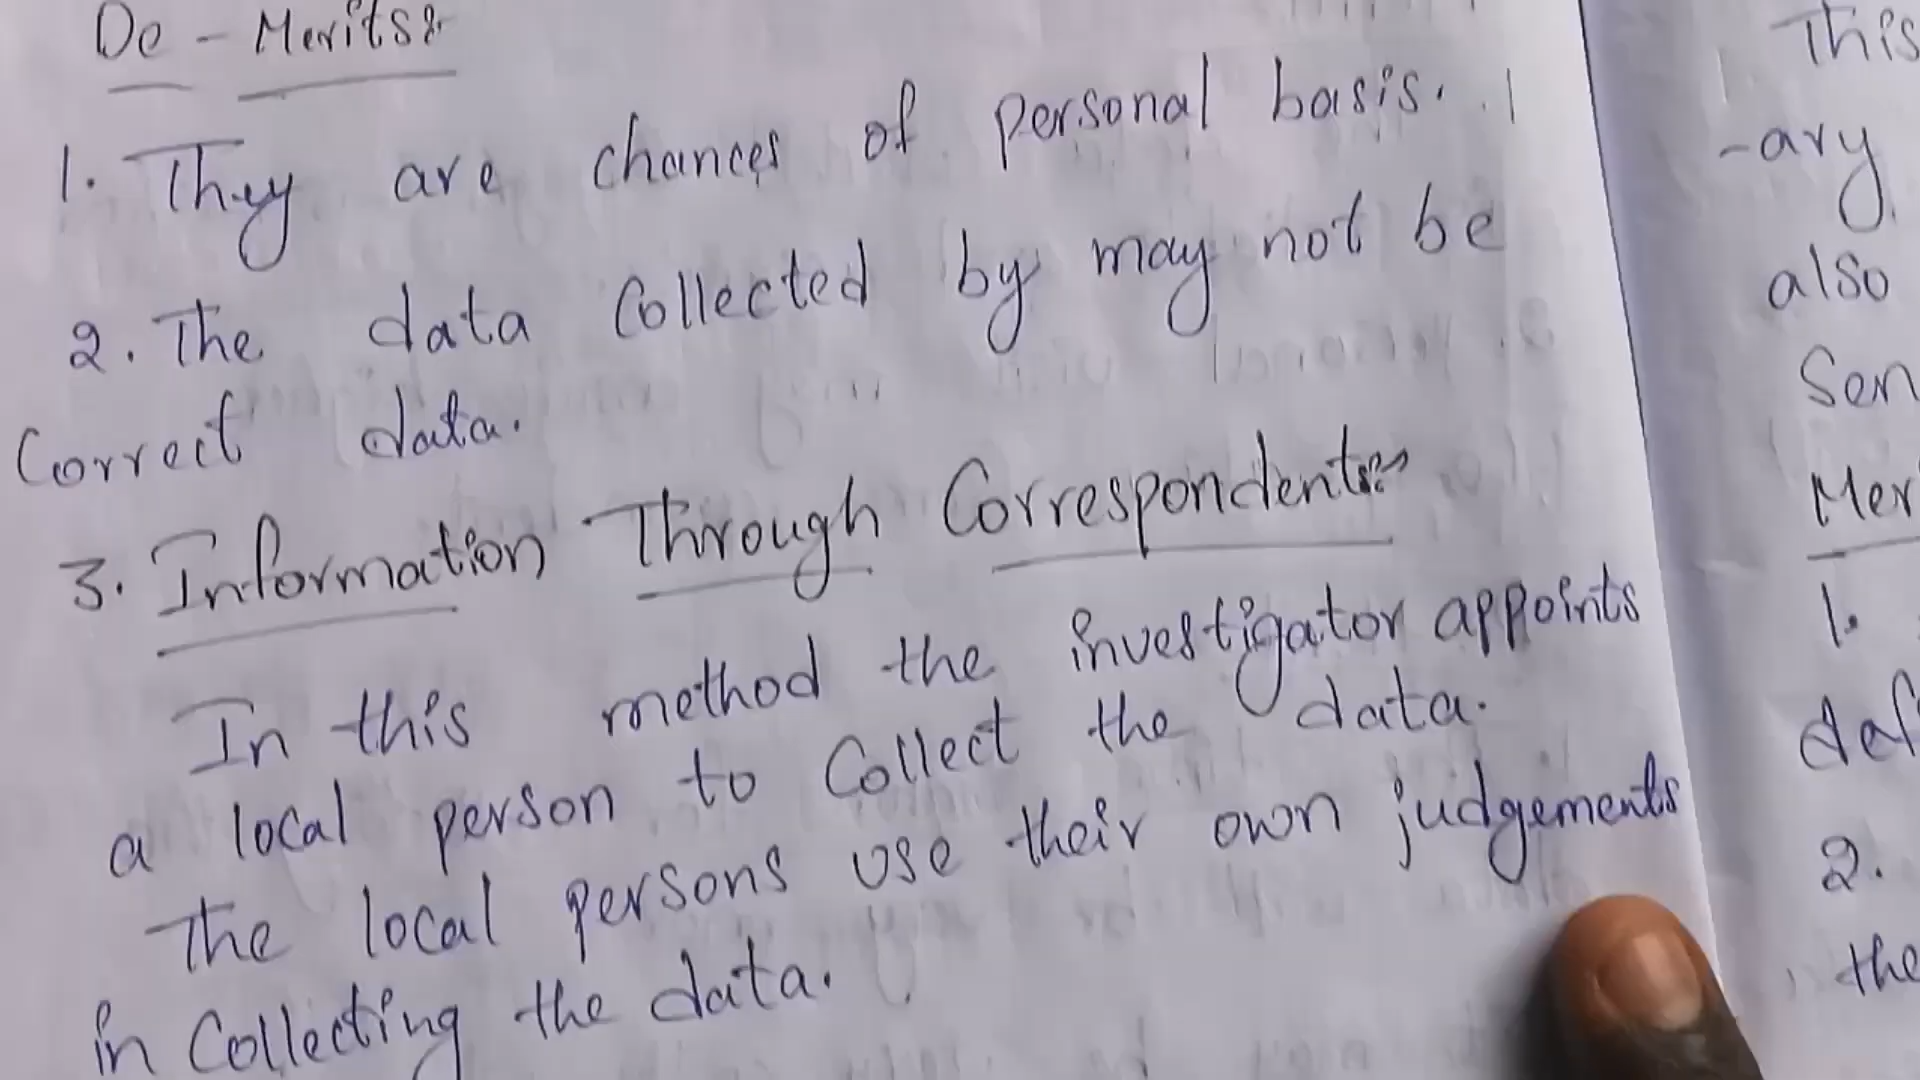 De - Merits:-
1. They are chances of personal basis.
2. The data collected by may not be
correct data.
3. Information Through Correspondents:-
In this method the investigator appoints
a local person to collect the data.
The local persons use their own judgements
in collecting the data.
This
-ary
also
Sen
Mer
1.
def
2.
the